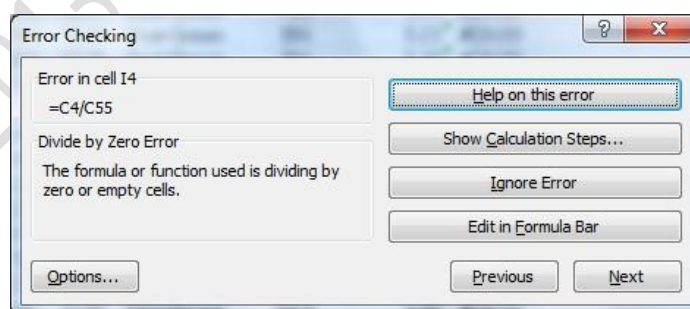 Error Checking
Error in cell I4
=C4/C55
Divide by Zero Error
The formula or function used is dividing by
zero or empty cells.
Help on this error
Show Calculation Steps...
Ignore Error
Edit in Formula Bar
Options...
Previous
Next